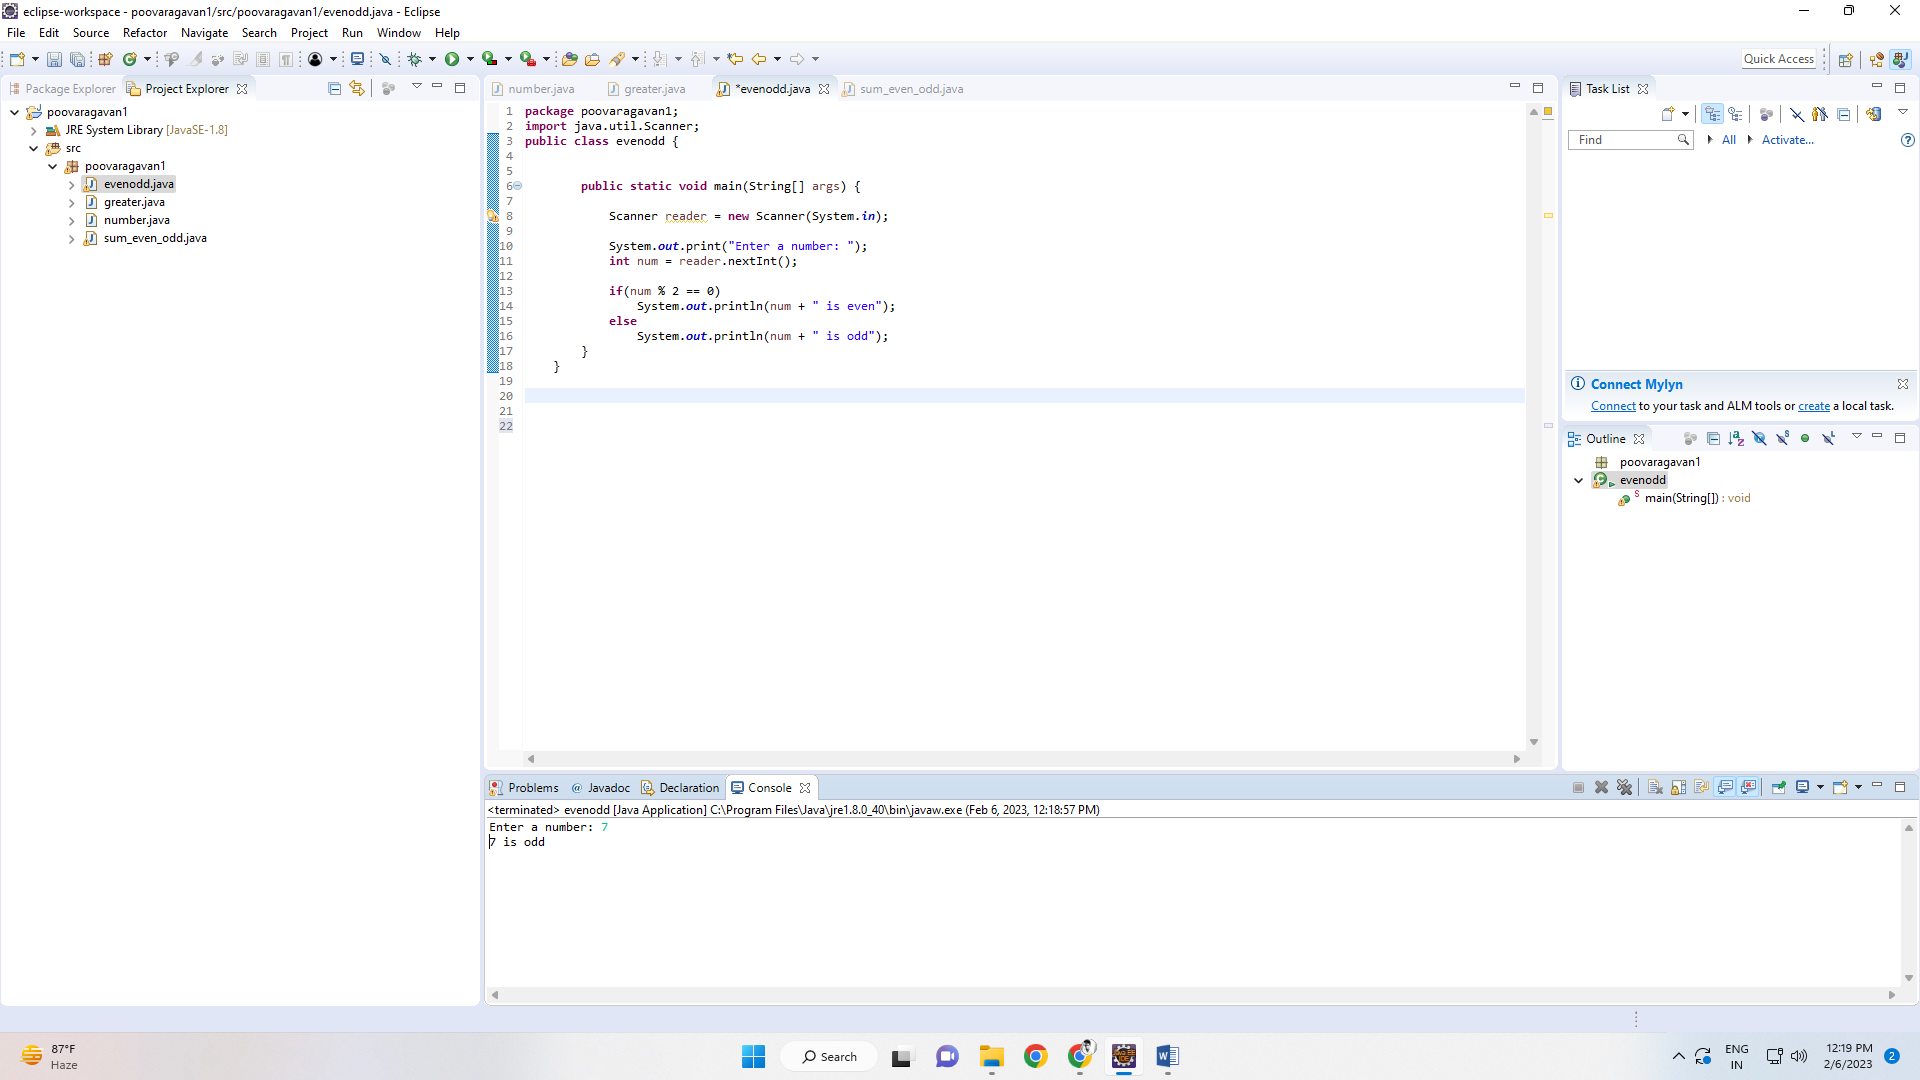 eclipse-workspace - poovaragavan1/src/poovaragavan1/evenodd.java - Eclipse
File Edit Source Refactor Navigate Search Project Run Window Help
Quick Access
Package Explorer Project Explorer
poovaragavan1
JRE System Library [JavaSE-1.8]
src
poovaragavan1
evenodd.java
greater.java
number.java
sum_even_odd.java
number.java greater.java *evenodd.java sum_even_odd.java
1 package poovaragavan1;
2 import java.util.Scanner;
3 public class evenodd {
4
5
6 public static void main(String[] args) {
7
8 Scanner reader = new Scanner(System.in);
9
10 System.out.print("Enter a number: ");
11 int num = reader.nextInt();
12
13 if(num % 2 == 0)
14 System.out.println(num + " is even");
15 else
16 System.out.println(num + " is odd");
17 }
18 }
19
20
21
22
Task List
Find All Activate...
Connect Mylyn
Connect to your task and ALM tools or create a local task.
Outline
poovaragavan1
evenodd
main(String[]) : void
Problems @ Javadoc Declaration Console
<terminated> evenodd [Java Application] C:\Program Files\Java\jre1.8.0_40\bin\javaw.exe (Feb 6, 2023, 12:18:57 PM)
Enter a number: 7
7 is odd
87°F
Haze
Search
ENG
IN
12:19 PM
2/6/2023
2